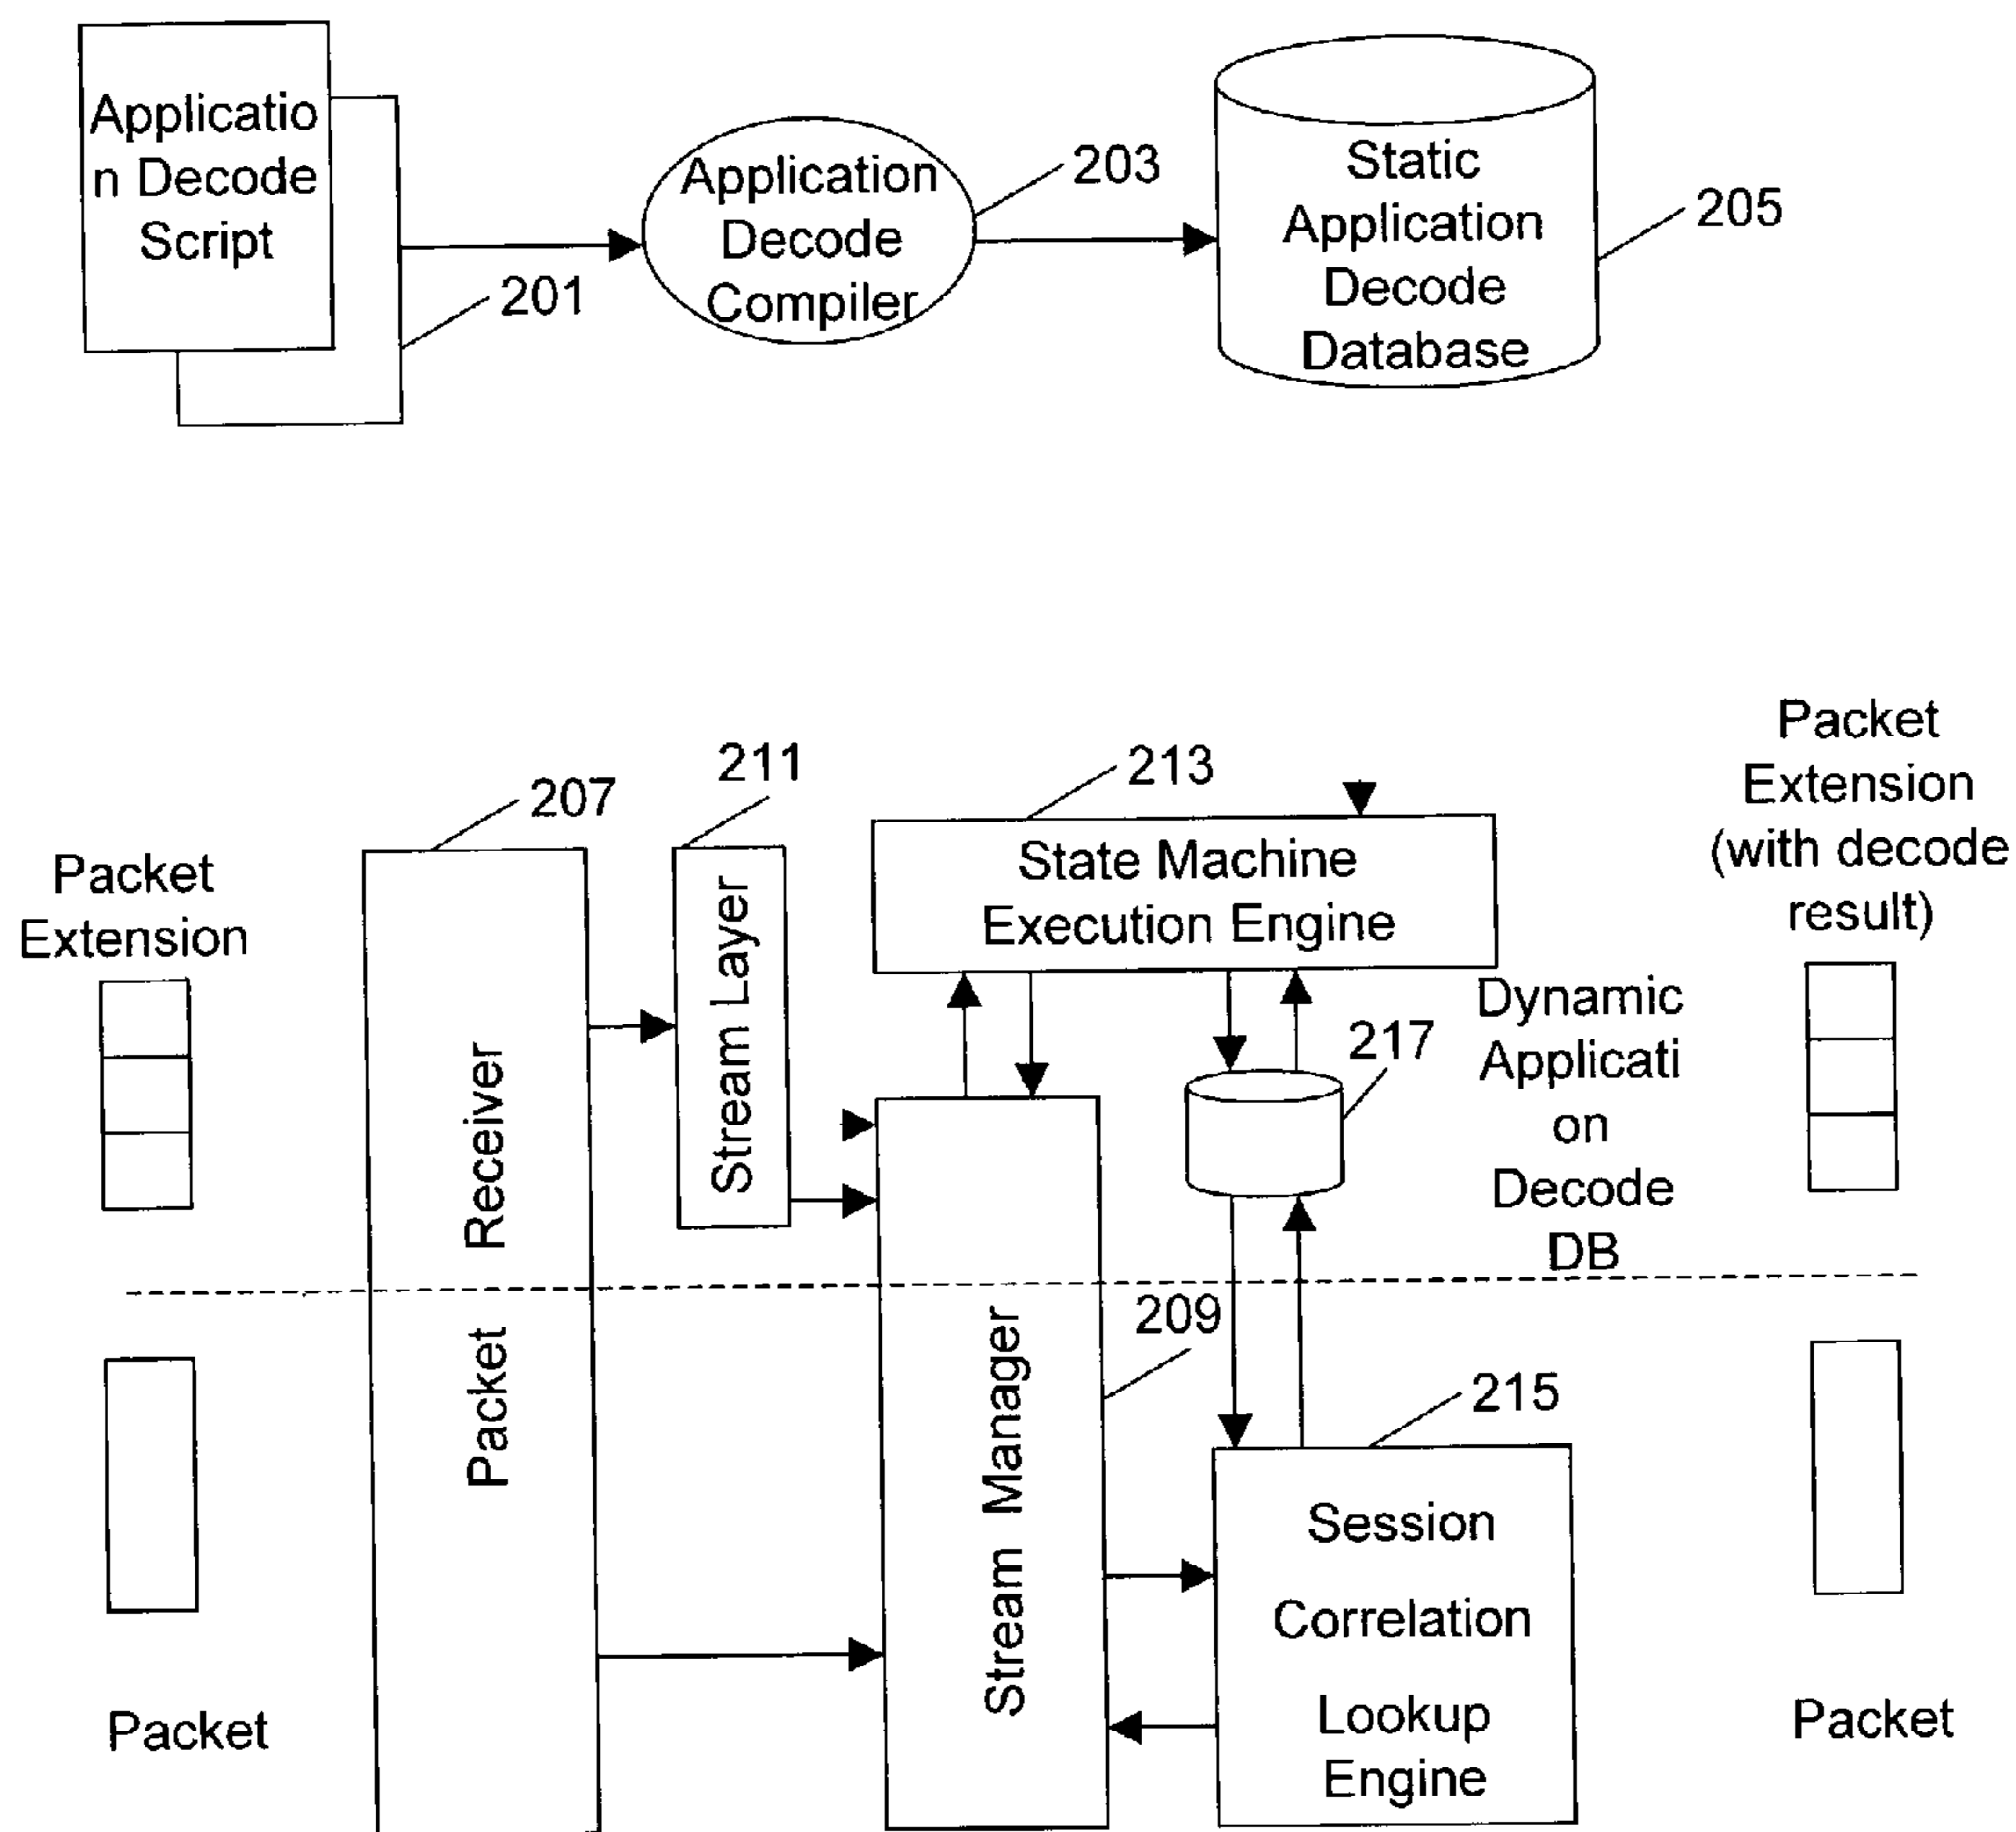 Applicatio
n Decode
Script
201
Application
Decode
Compiler
203
Static
Application
Decode
Database
205
Packet
Extension
207
Packet Receiver
211
Stream Layer
213
State Machine
Execution Engine
Packet
Extension
(with decode
result)
217
Dynamic
Applicati
on
Decode
DB
209
Stream Manager
215
Session
Correlation
Lookup
Engine
Packet
Packet